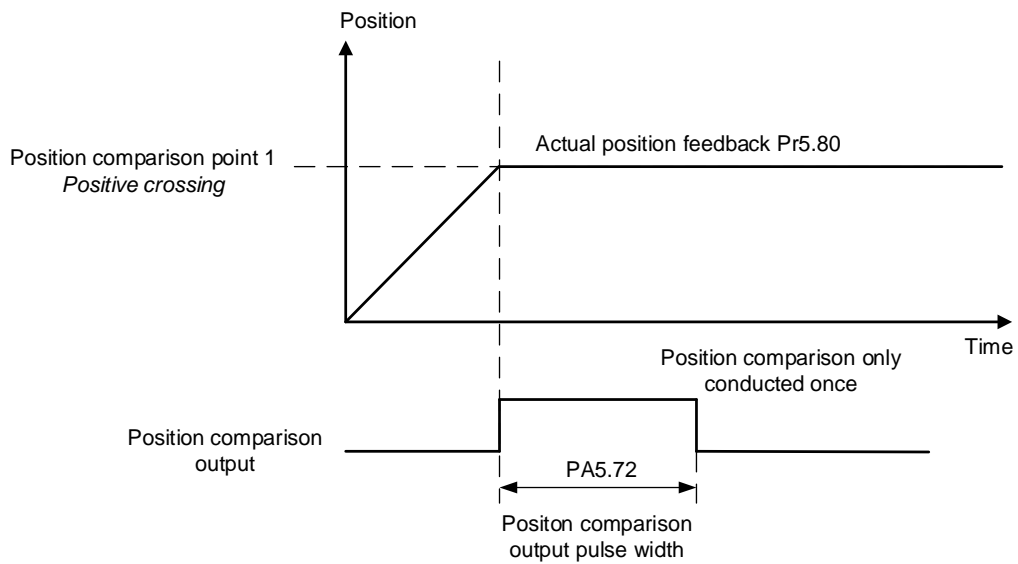 Position
Actual position feedback Pr5.80
Position comparison point 1
Positive crossing
Time
Position comparison only
conducted once
Position comparison
output
PA5.72
Positon comparison
output pulse width